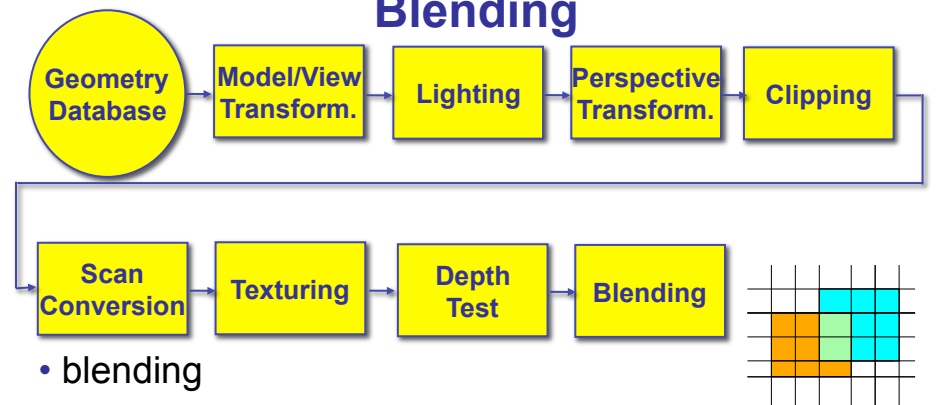 Blending
Geometry
Database
Model/View
Transform.
Lighting
Perspective
Transform.
Clipping
Scan
Conversion
Texturing
Depth
Test
Blending
• blending